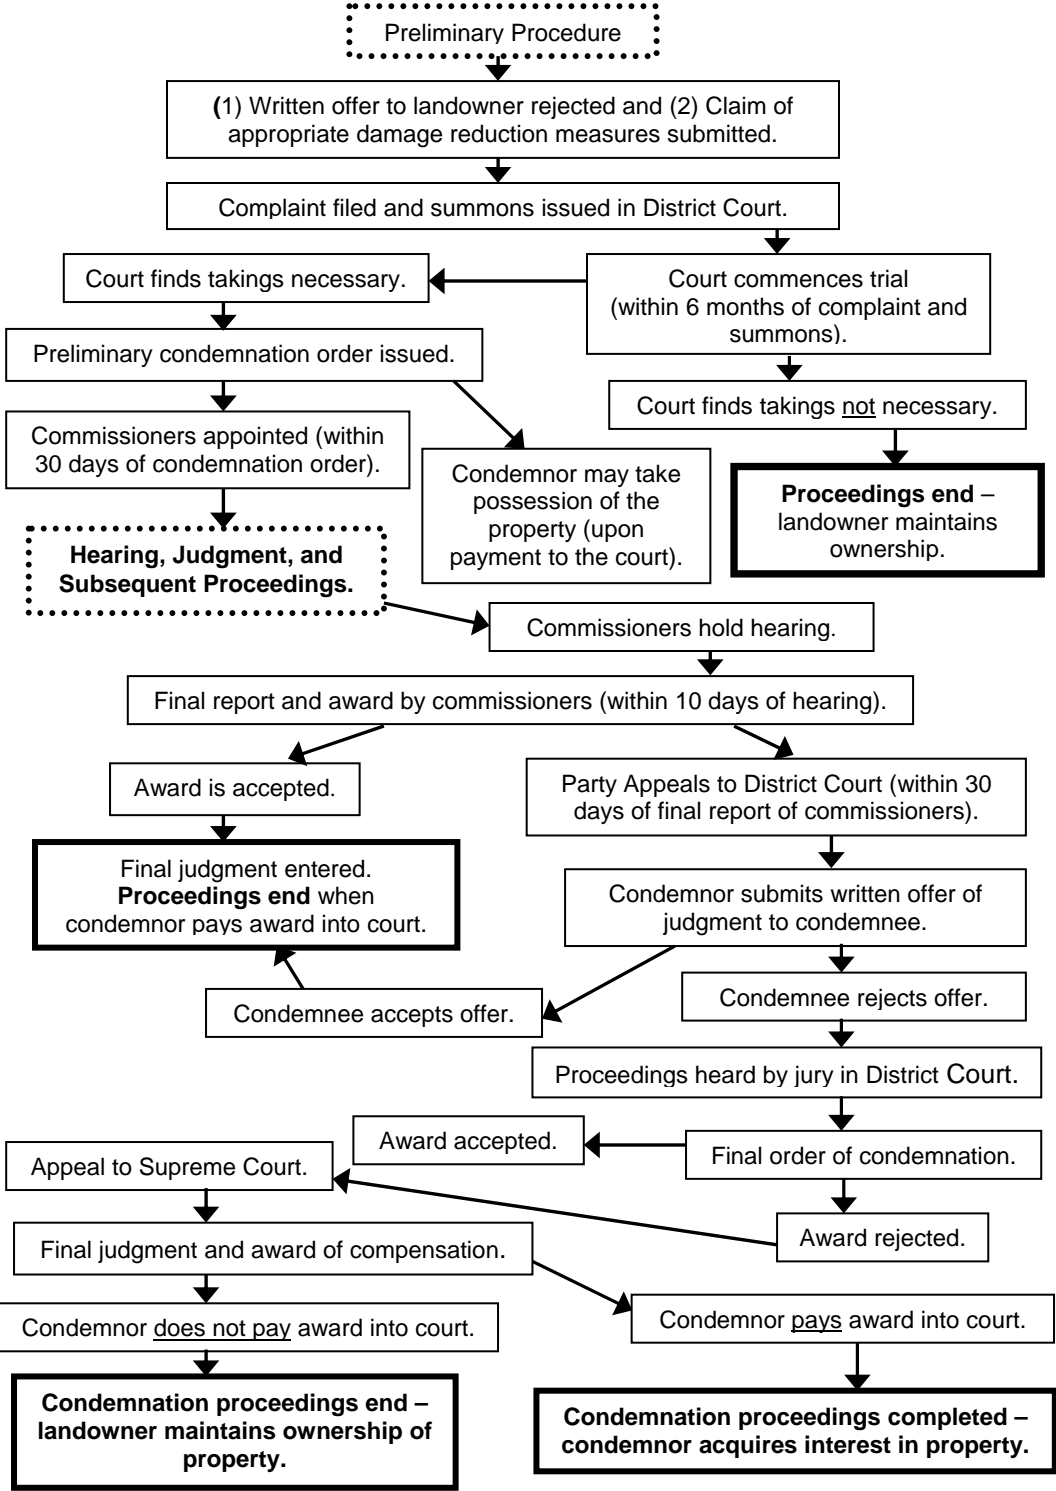 Preliminary Procedure
(1) Written offer to landowner rejected and (2) Claim of
appropriate damage reduction measures submitted.
Complaint filed and summons issued in District Court.
Court finds takings necessary.
Court commences trial
(within 6 months of complaint and
summons).
Preliminary condemnation order issued.
Court finds takings not necessary.
Commissioners appointed (within
30 days of condemnation order).
Condemnor may take
possession of the
property (upon
payment to the court).
Proceedings end –
landowner maintains
ownership.
Hearing, Judgment, and
Subsequent Proceedings.
Commissioners hold hearing.
Final report and award by commissioners (within 10 days of hearing).
Award is accepted.
Party Appeals to District Court (within 30
days of final report of commissioners).
Final judgment entered.
Proceedings end when
condemnor pays award into court.
Condemnor submits written offer of
judgment to condemnee.
Condemnee accepts offer.
Condemnee rejects offer.
Proceedings heard by jury in District Court.
Award accepted.
Final order of condemnation.
Appeal to Supreme Court.
Award rejected.
Final judgment and award of compensation.
Condemnor does not pay award into court.
Condemnor pays award into court.
Condemnation proceedings end –
landowner maintains ownership of
property.
Condemnation proceedings completed –
condemnor acquires interest in property.